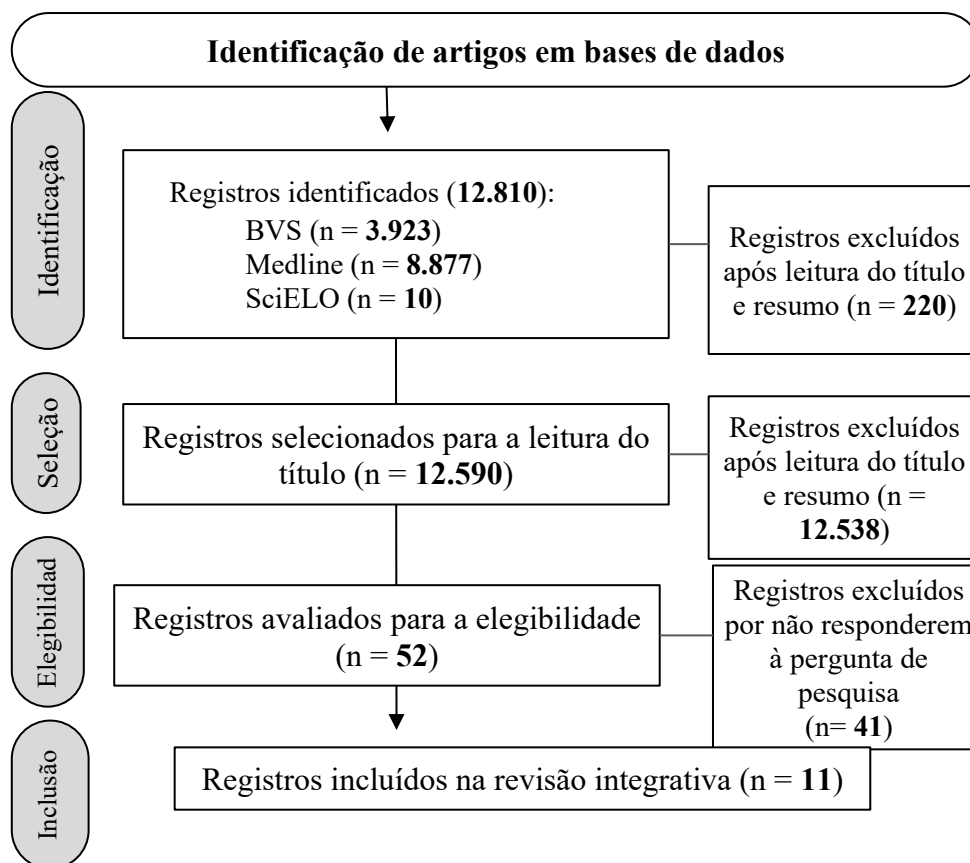 Identificação de artigos em bases de dados
Identificação
Registros identificados (12.810):
BVS (n = 3.923)
Medline (n = 8.877)
SciELO (n = 10)
Registros excluídos
após leitura do título
e resumo (n = 220)
Seleção
Registros selecionados para a leitura do
título (n = 12.590)
Registros excluídos
após leitura do título
e resumo (n =
12.538)
Elegibilidad
Registros avaliados para a elegibilidade
(n = 52)
Registros excluídos
por não responderem
à pergunta de
pesquisa
(n= 41)
Inclusão
Registros incluídos na revisão integrativa (n = 11)